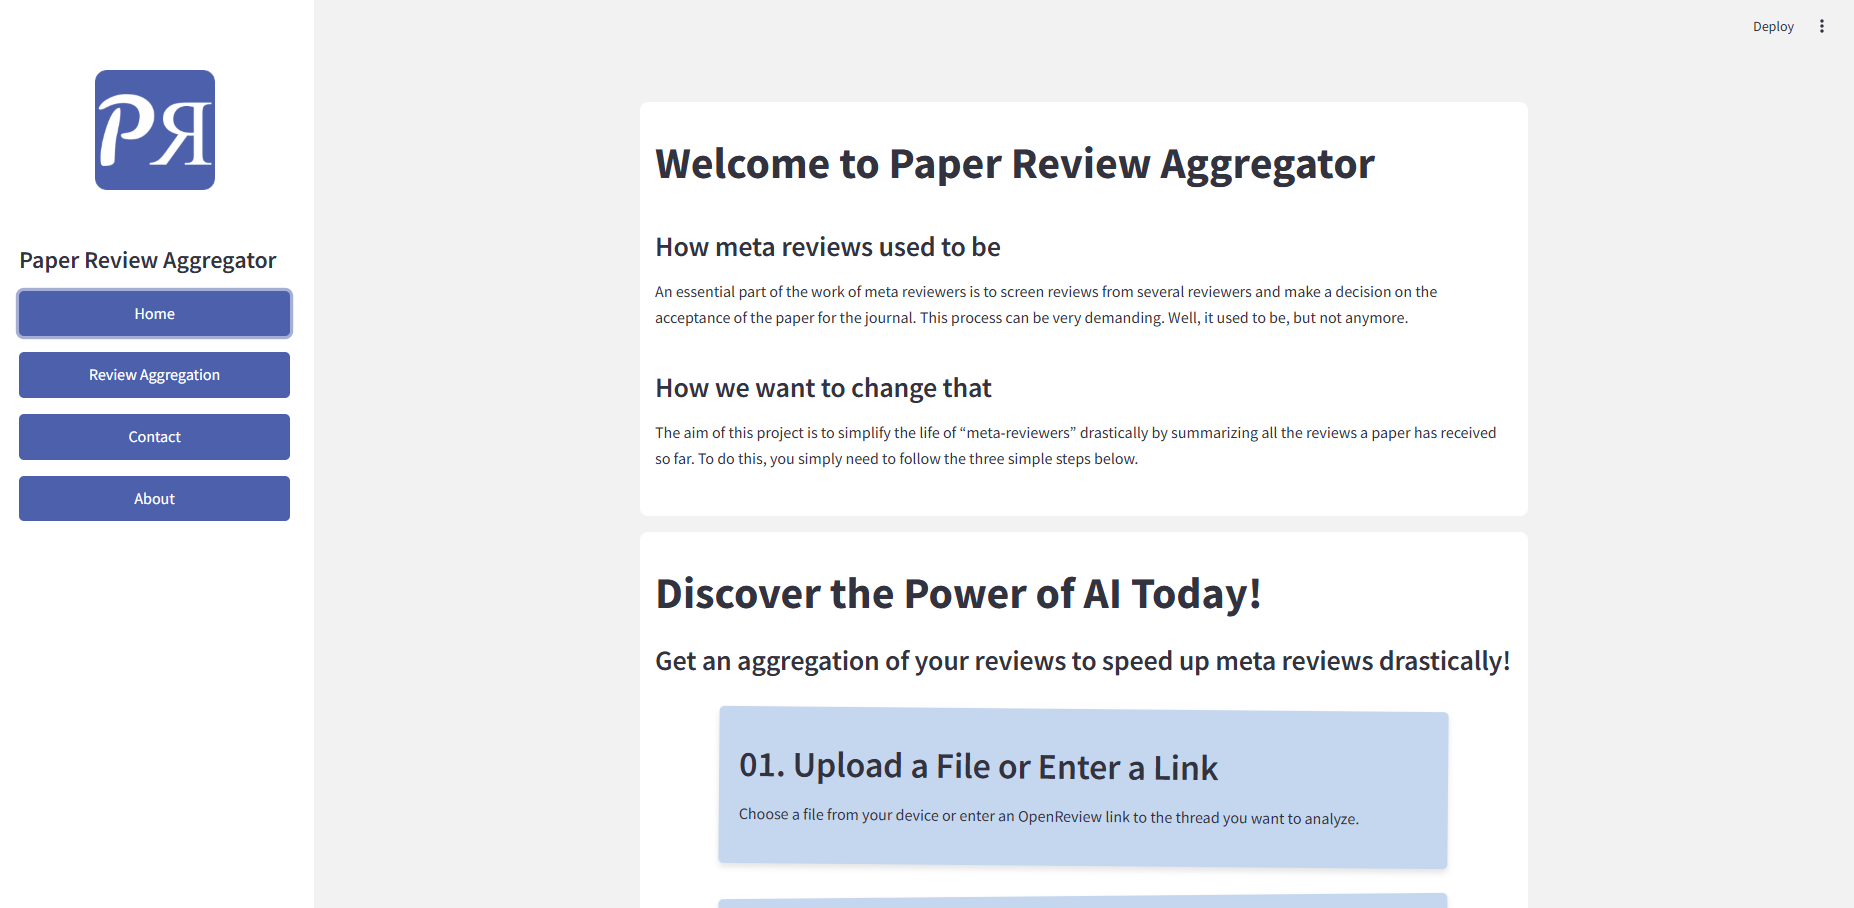 Deploy
PЯ
Paper Review Aggregator
Home
Review Aggregation
Contact
About
Welcome to Paper Review Aggregator
How meta reviews used to be
An essential part of the work of meta reviewers is to screen reviews from several reviewers and make a decision on the
acceptance of the paper for the journal. This process can be very demanding. Well, it used to be, but not anymore.
How we want to change that
The aim of this project is to simplify the life of “meta-reviewers” drastically by summarizing all the reviews a paper has received
so far. To do this, you simply need to follow the three simple steps below.
Discover the Power of AI Today!
Get an aggregation of your reviews to speed up meta reviews drastically!
01. Upload a File or Enter a Link
Choose a file from your device or enter an OpenReview link to the thread you want to analyze.